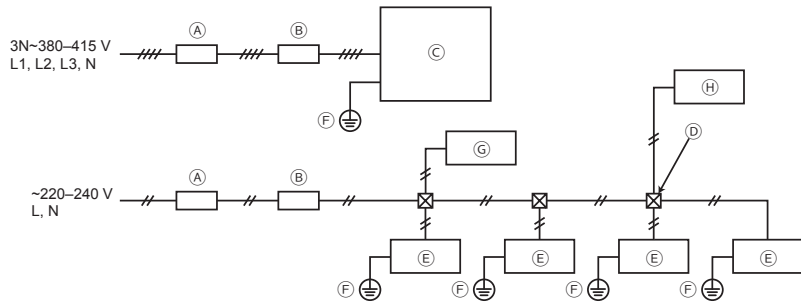 Ⓐ Ⓑ
3N~380–415 V
L1, L2, L3, N
Ⓒ
Ⓕ
Ⓗ
Ⓖ
Ⓓ
~220–240 V
L, N
Ⓐ Ⓑ
Ⓔ Ⓔ Ⓔ Ⓔ
Ⓕ Ⓕ Ⓕ Ⓕ